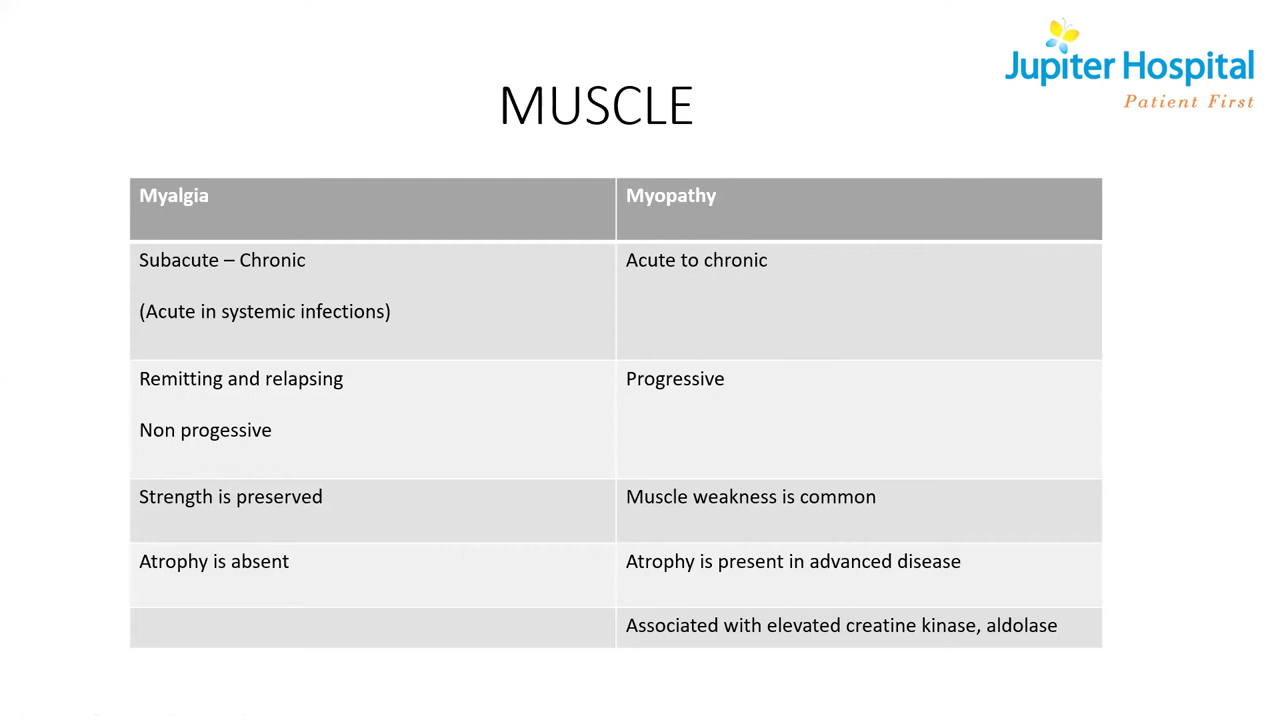 Jupiter Hospital
Patient First
MUSCLE
Myalgia
Myopathy
Subacute – Chronic
(Acute in systemic infections)
Acute to chronic
Remitting and relapsing
Non progessive
Progressive
Strength is preserved
Muscle weakness is common
Atrophy is absent
Atrophy is present in advanced disease
Associated with elevated creatine kinase, aldolase